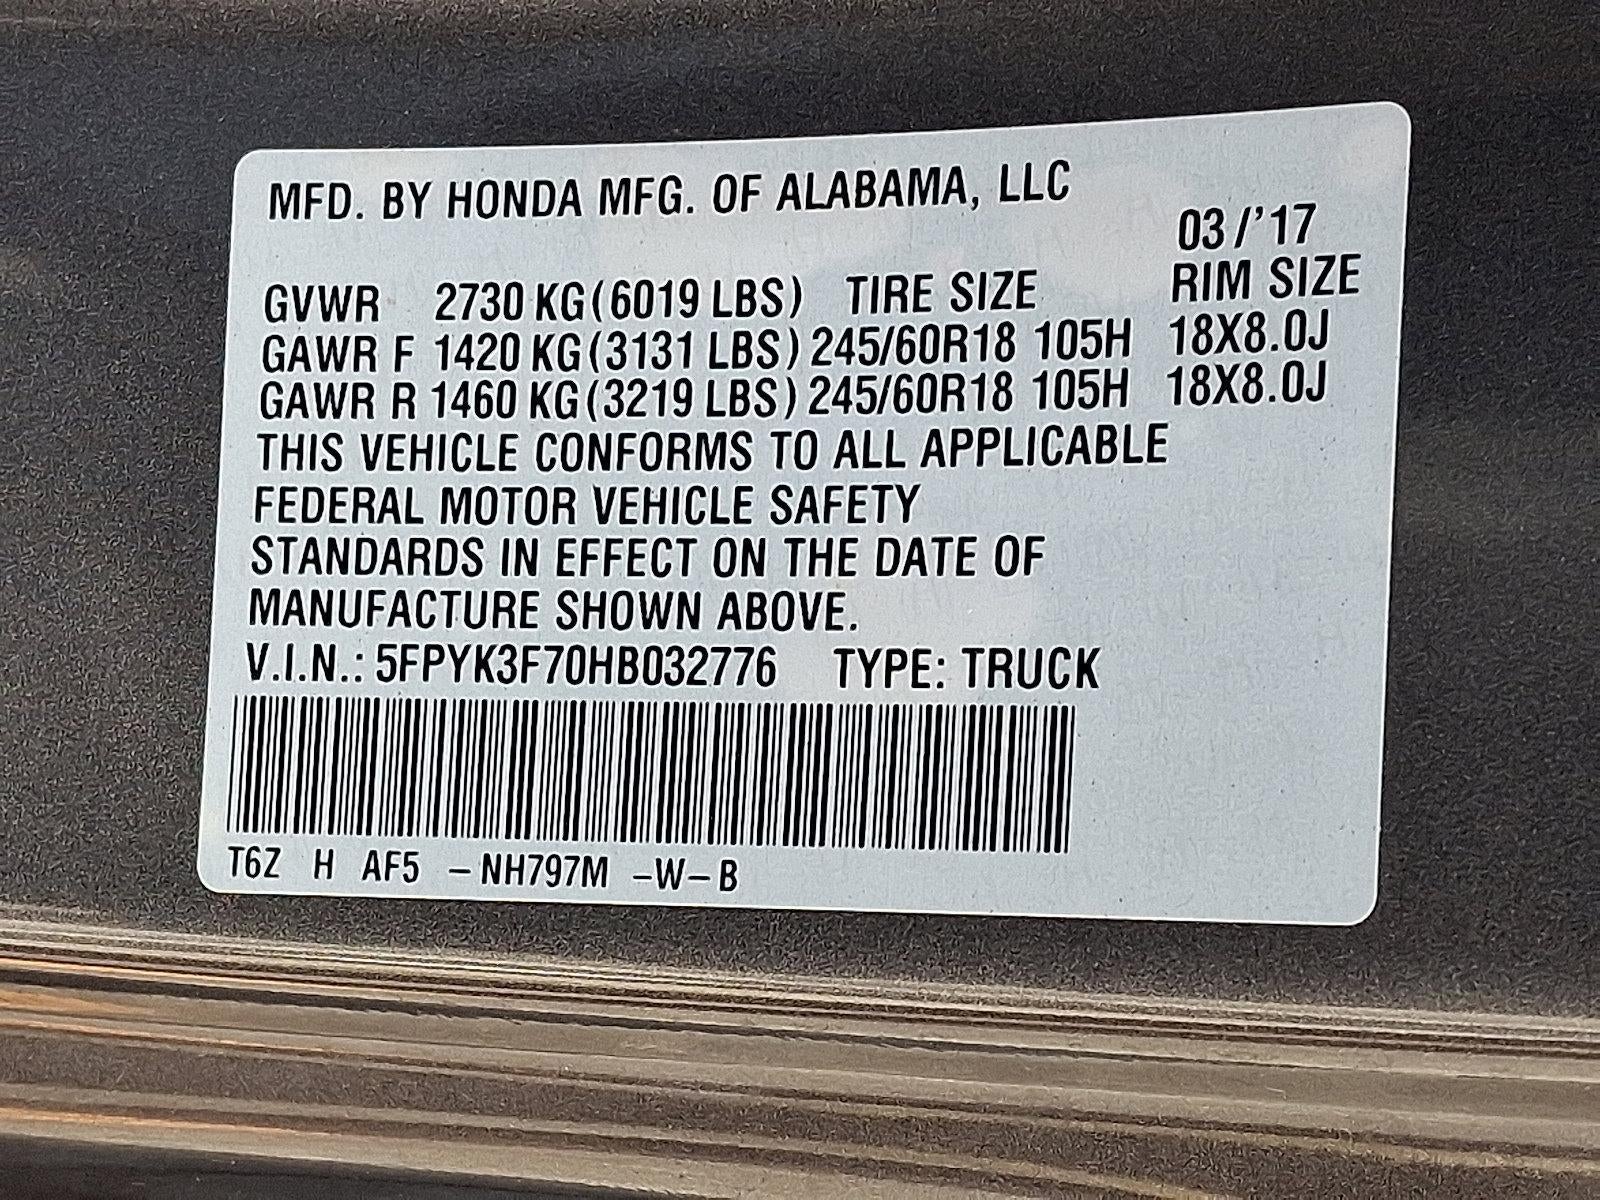 MFD. BY HONDA MFG. OF ALABAMA, LLC
03/'17
GVWR 2730 KG(6019 LBS) TIRE SIZE RIM SIZE
GAWR F 1420 KG(3131 LBS) 245/60R18 105H 18X8.0J
GAWR R 1460 KG(3219 LBS) 245/60R18 105H 18X8.0J
THIS VEHICLE CONFORMS TO ALL APPLICABLE
FEDERAL MOTOR VEHICLE SAFETY
STANDARDS IN EFFECT ON THE DATE OF
MANUFACTURE SHOWN ABOVE.
V.I.N.: 5FPYK3F70HB032776 TYPE: TRUCK
T6Z H AF5 -NH797M -W-B